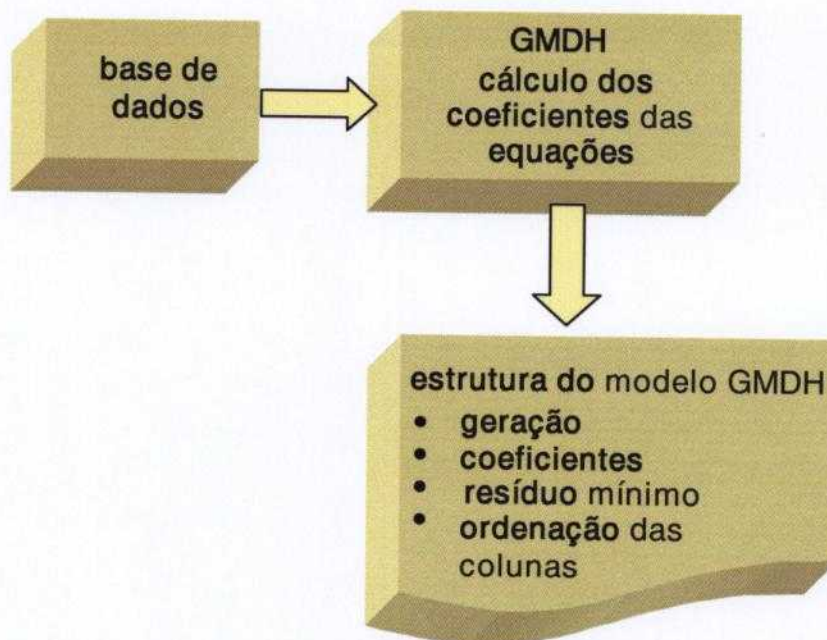 base de
dados
GMDH
cálculo dos
coeficientes das
equações
estrutura do modelo GMDH
• geração
• coeficientes
• resíduo mínimo
• ordenação das
colunas